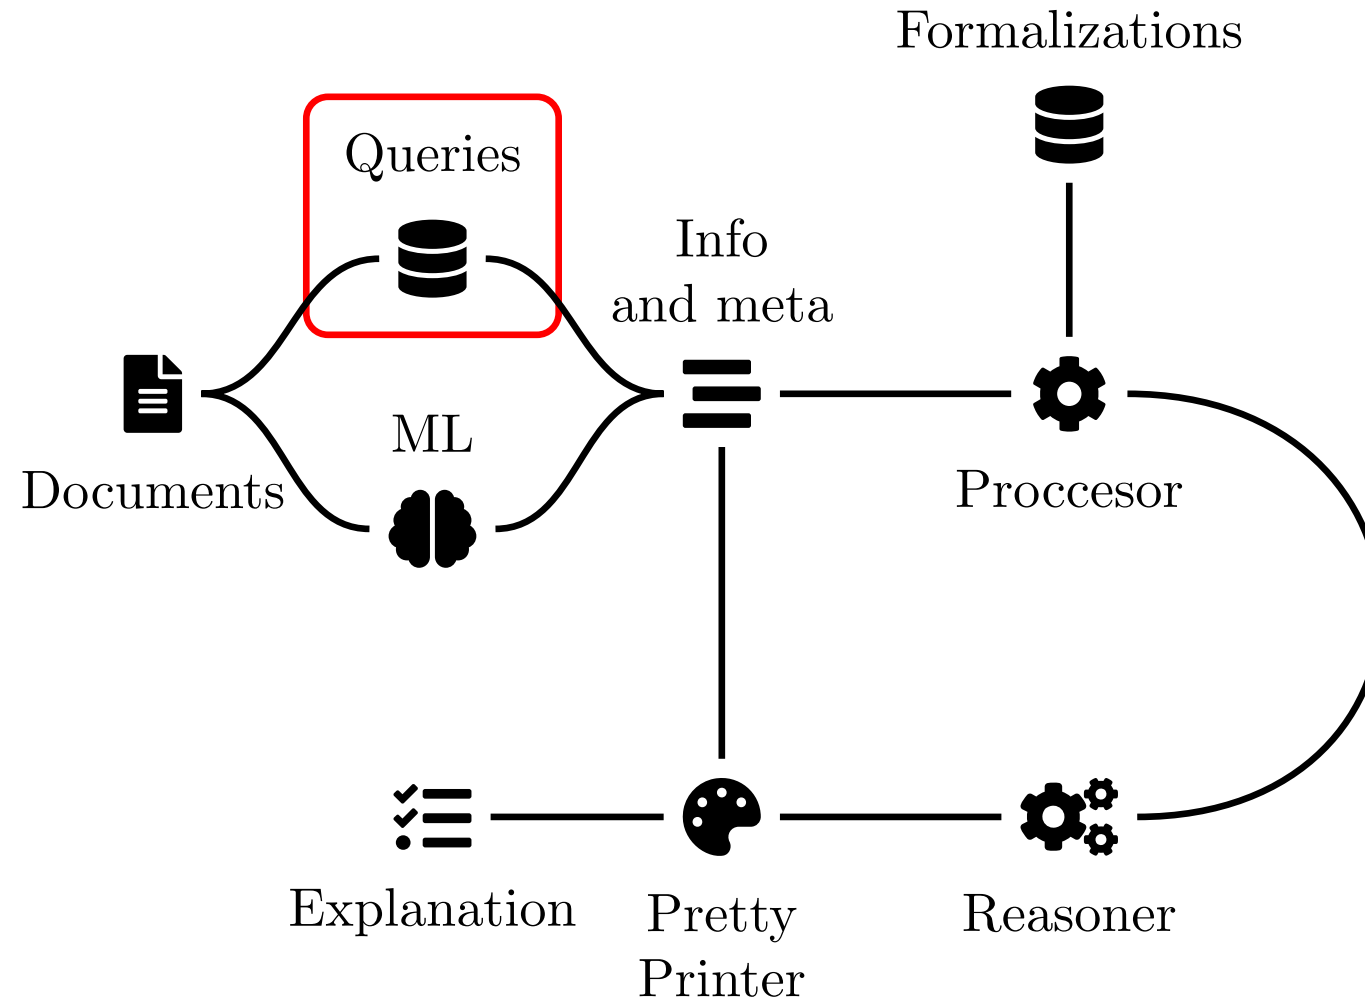 Formalizations
Queries
Info
and meta
ML
Documents
Proccesor
Explanation
Pretty
Printer
Reasoner